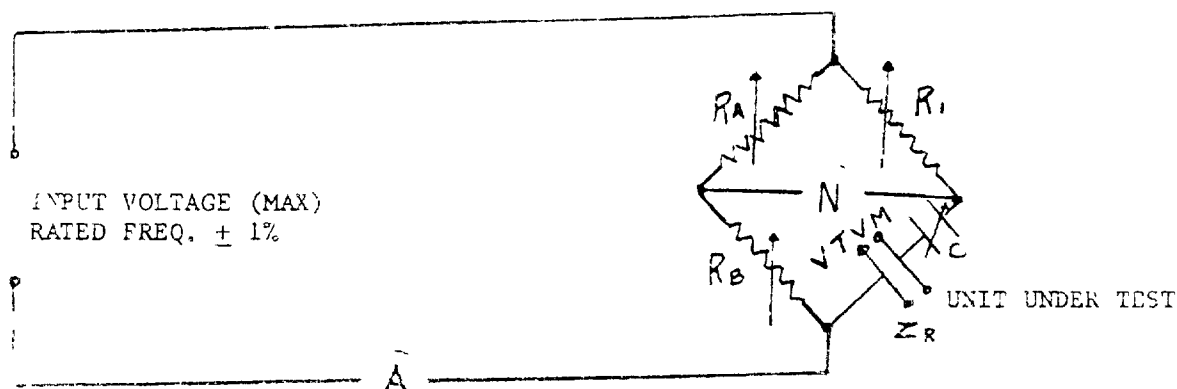 RA
R1
INPUT VOLTAGE (MAX)
RATED FREQ. ± 1%
N
VTVM
C
RB
UNIT UNDER TEST
ZR
A